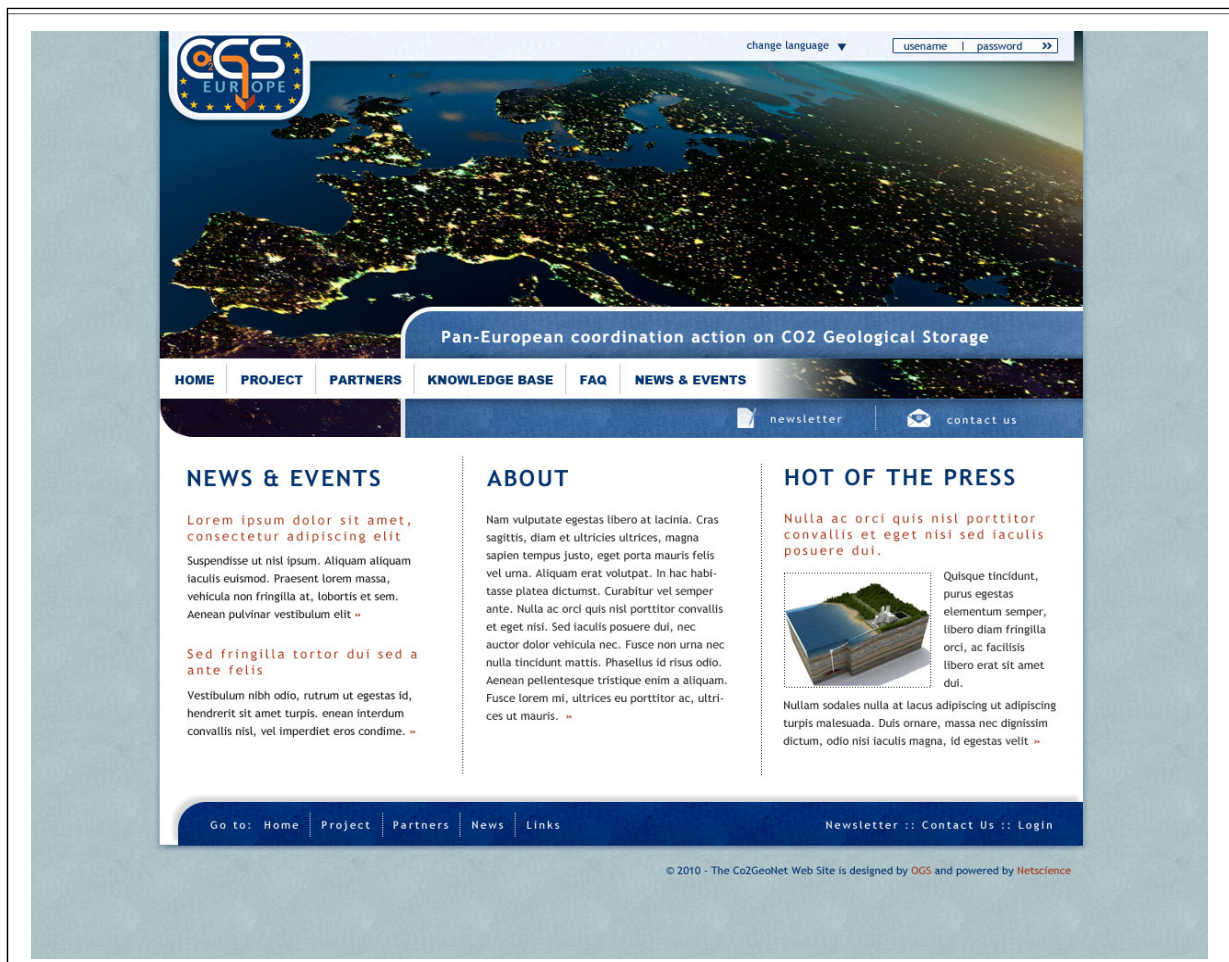 change language ▼
usename | password »
CO2GS
EUROPE
Pan-European coordination action on CO2 Geological Storage
HOME PROJECT PARTNERS KNOWLEDGE BASE FAQ NEWS & EVENTS
newsletter contact us
NEWS & EVENTS
Lorem ipsum dolor sit amet,
consectetur adipiscing elit
Suspendisse ut nisl ipsum. Aliquam aliquam
iaculis euismod. Praesent lorem massa,
vehicula non fringilla at, lobortis et sem.
Aenean pulvinar vestibulum elit »
Sed fringilla tortor dui sed a
ante felis
Vestibulum nibh odio, rutrum ut egestas id,
hendrerit sit amet turpis. enean interdum
convallis nisl, vel imperdiet eros condime. »
ABOUT
Nam vulputate egestas libero at lacinia. Cras
sagittis, diam et ultricies ultrices, magna
sapien tempus justo, eget porta mauris felis
vel urna. Aliquam erat volutpat. In hac habi-
tasse platea dictumst. Curabitur vel semper
ante. Nulla ac orci quis nisl porttitor convallis
et eget nisi. Sed iaculis posuere dui, nec
auctor dolor vehicula nec. Fusce non urna nec
nulla tincidunt mattis. Phasellus id risus odio.
Aenean pellentesque tristique enim a aliquam.
Fusce lorem mi, ultrices eu porttitor ac, ultri-
ces ut mauris. »
HOT OF THE PRESS
Nulla ac orci quis nisl porttitor
convallis et eget nisi sed iaculis
posuere dui.
Quisque tincidunt,
purus egestas
elementum semper,
libero diam fringilla
orci, ac facilisis
libero erat sit amet
dui.
Nullam sodales nulla at lacus adipiscing ut adipiscing
turpis malesuada. Duis ornare, massa nec dignissim
dictum, odio nisi iaculis magna, id egestas velit »
Go to: Home Project Partners News Links
Newsletter :: Contact Us :: Login
© 2010 - The Co2GeoNet Web Site is designed by OGS and powered by Netscience